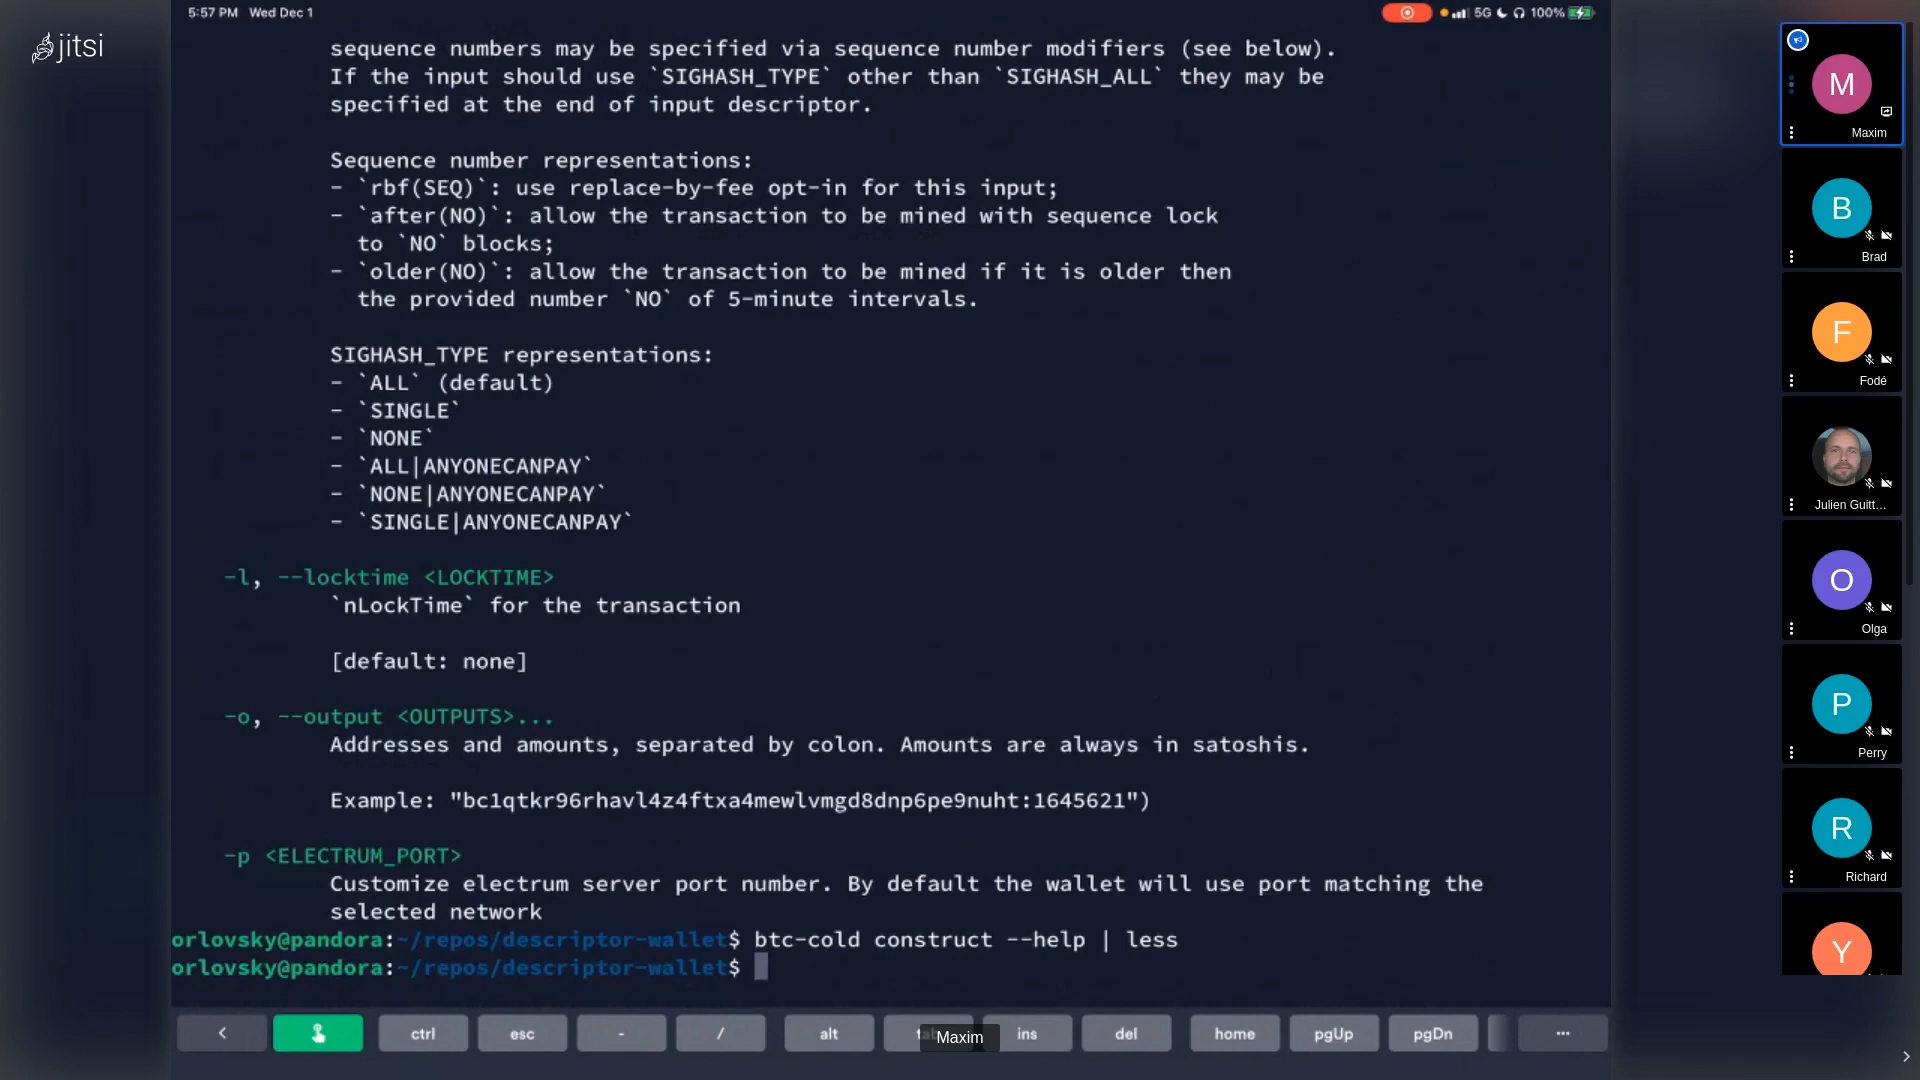 5:57 PM Wed Dec 1
5G 100%
jitsi
sequence numbers may be specified via sequence number modifiers (see below).
If the input should use `SIGHASH_TYPE` other than `SIGHASH_ALL` they may be
specified at the end of input descriptor.
Sequence number representations:
- `rbf(SEQ)`: use replace-by-fee opt-in for this input;
- `after(NO)`: allow the transaction to be mined with sequence lock
to `NO` blocks;
- `older(NO)`: allow the transaction to be mined if it is older then
the provided number `NO` of 5-minute intervals.
SIGHASH_TYPE representations:
- `ALL` (default)
- `SINGLE`
- `NONE`
- `ALL|ANYONECANPAY`
- `NONE|ANYONECANPAY`
- `SINGLE|ANYONECANPAY`
-l, --locktime <LOCKTIME>
`nLockTime` for the transaction
[default: none]
-o, --output <OUTPUTS>...
Addresses and amounts, separated by colon. Amounts are always in satoshis.
Example: "bc1qtkr96rhavl4z4ftxa4mewlvmgd8dnp6pe9nuht:1645621")
-p <ELECTRUM_PORT>
Customize electrum server port number. By default the wallet will use port matching the
selected network
orlovsky@pandora:~/repos/descriptor-wallet$ btc-cold construct --help | less
orlovsky@pandora:~/repos/descriptor-wallet$
< ctrl esc - / alt tab ins del home pgUp pgDn ...
Maxim
M
Maxim
B
Brad
F
Fodé
Julien Guitt...
O
Olga
P
Perry
R
Richard
Y